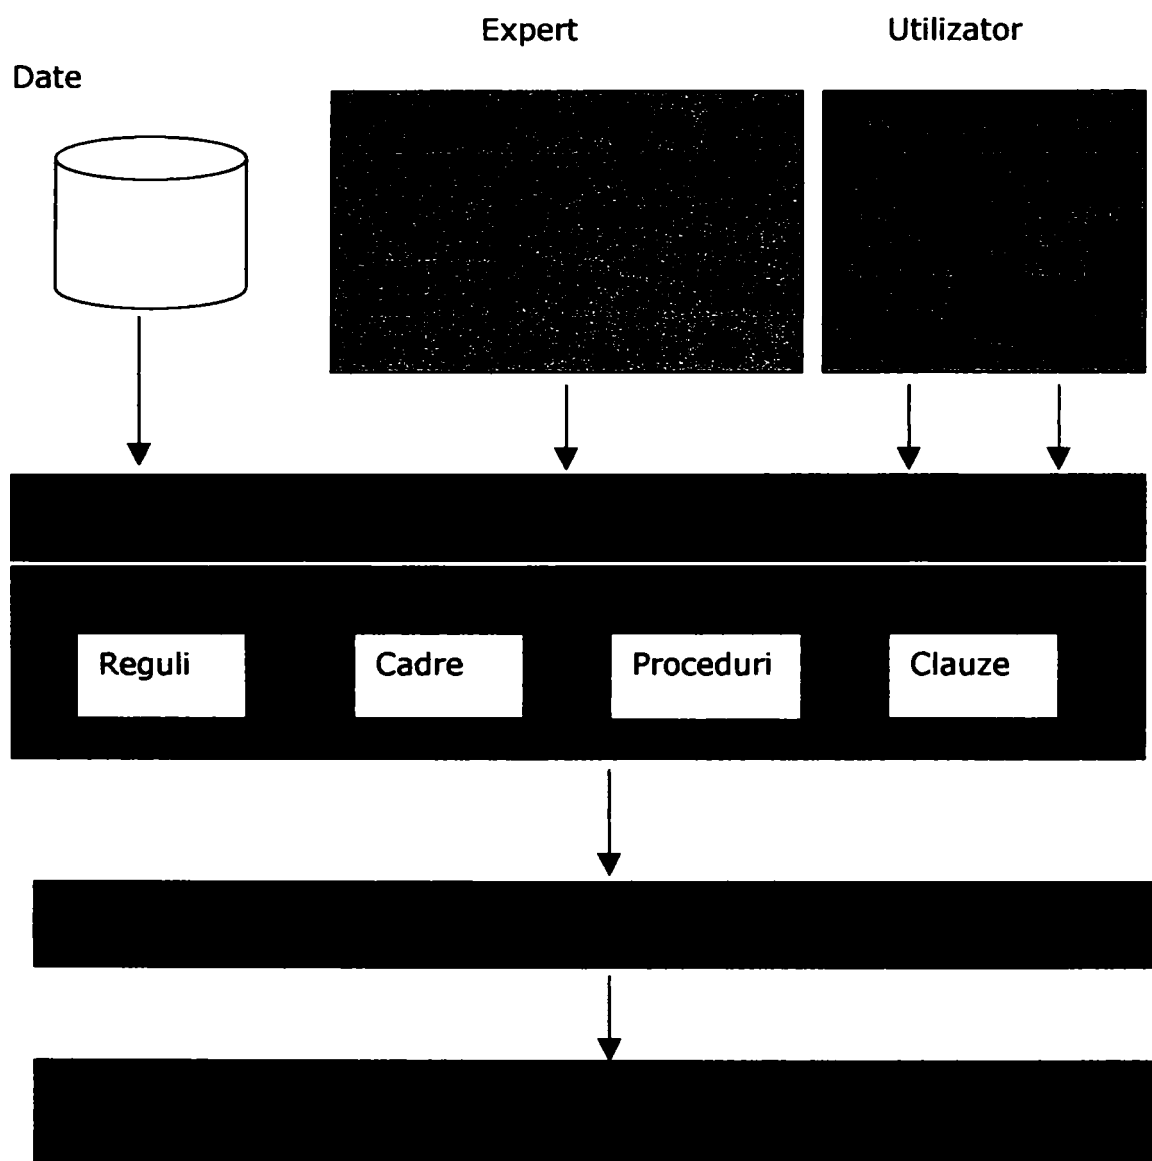 Expert
Utilizator
Date
Reguli
Cadre
Proceduri
Clauze